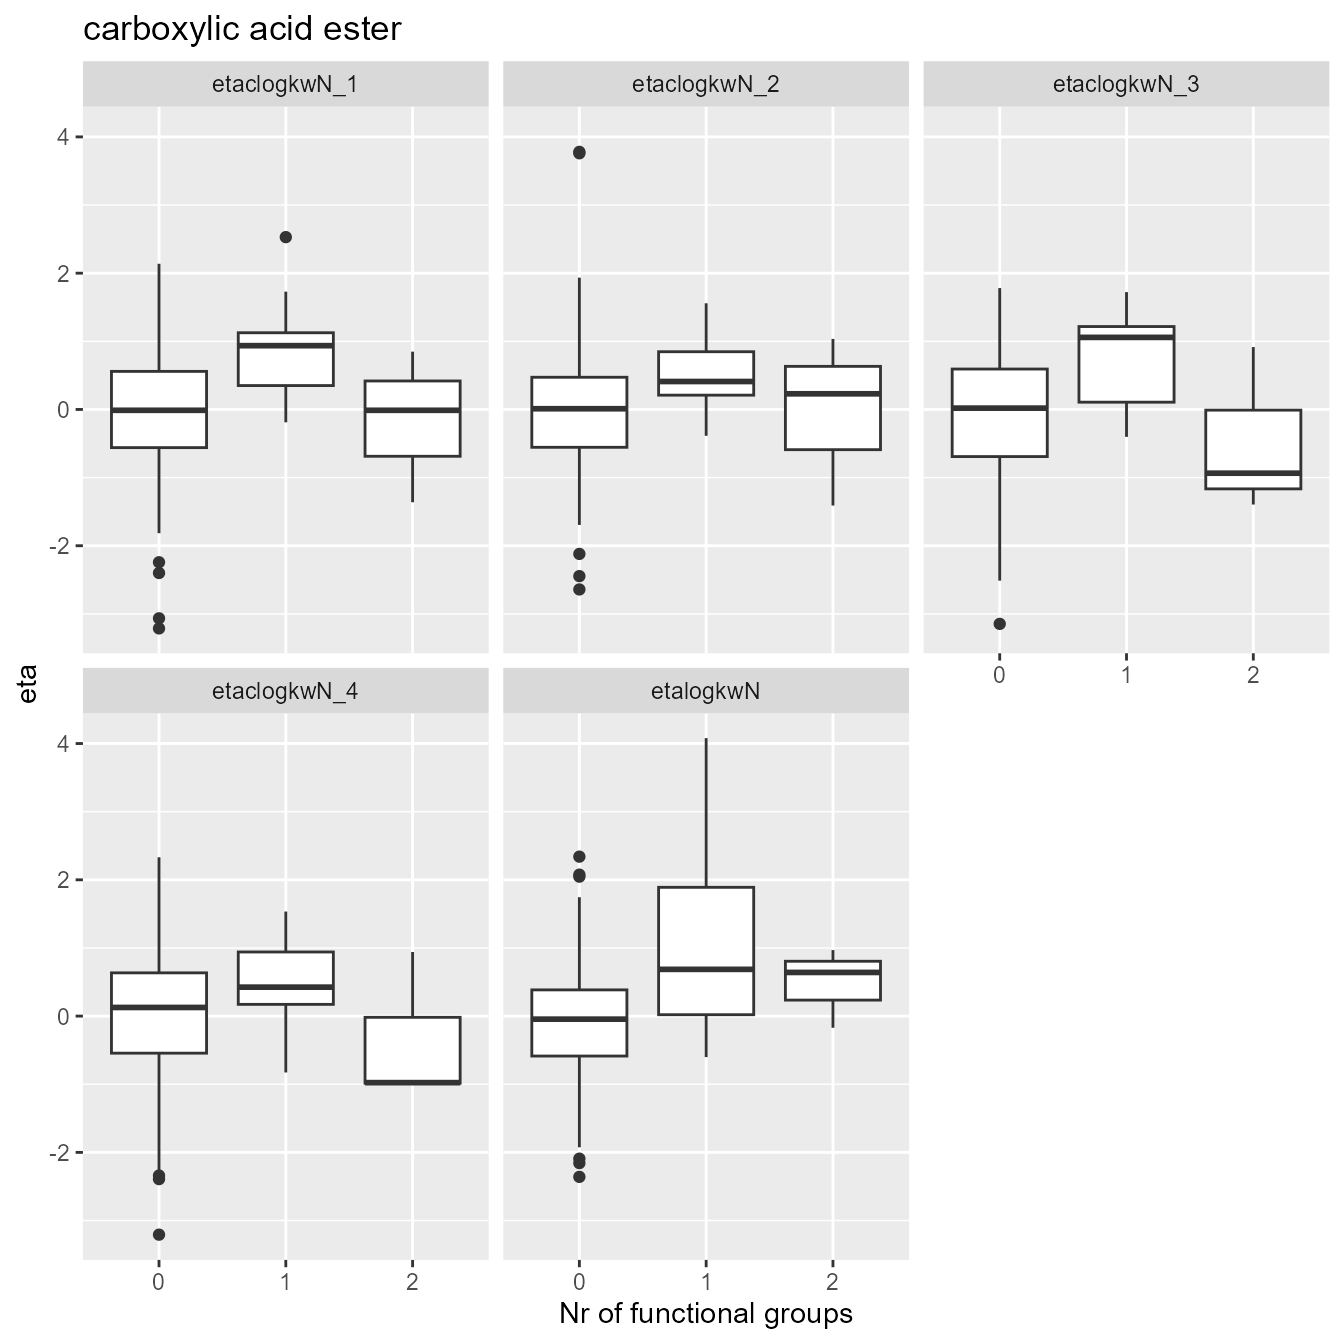 carboxylic acid ester
etaclogkwN_1
etaclogkwN_2
etaclogkwN_3
4
2
0
-2
0
1
2
eta
etaclogkwN_4
etalogkwN
4
2
0
-2
0
1
2
0
1
2
Nr of functional groups